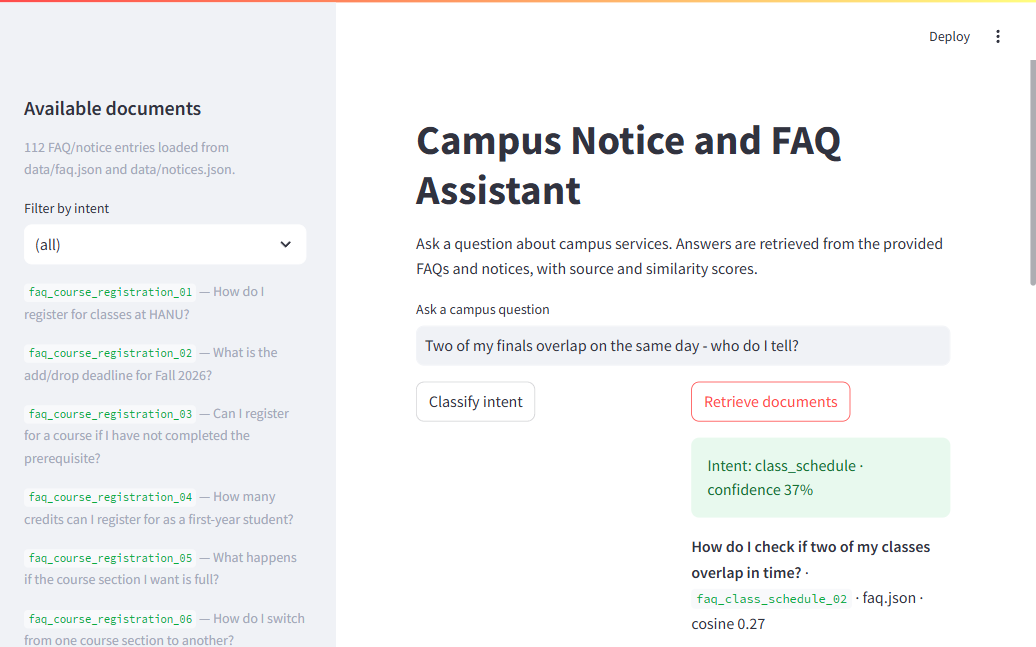 Deploy
Available documents
112 FAQ/notice entries loaded from
data/faq.json and data/notices.json.
Filter by intent
(all)
faq_course_registration_01 — How do I
register for classes at HANU?
faq_course_registration_02 — What is the
add/drop deadline for Fall 2026?
faq_course_registration_03 — Can I register
for a course if I have not completed the
prerequisite?
faq_course_registration_04 — How many
credits can I register for as a first-year student?
faq_course_registration_05 — What happens
if the course section I want is full?
faq_course_registration_06 — How do I switch
from one course section to another?
Campus Notice and FAQ
Assistant
Ask a question about campus services. Answers are retrieved from the provided
FAQs and notices, with source and similarity scores.
Ask a campus question
Two of my finals overlap on the same day - who do I tell?
Classify intent
Retrieve documents
Intent: class_schedule ·
confidence 37%
How do I check if two of my classes
overlap in time? ·
faq_class_schedule_02 · faq.json ·
cosine 0.27